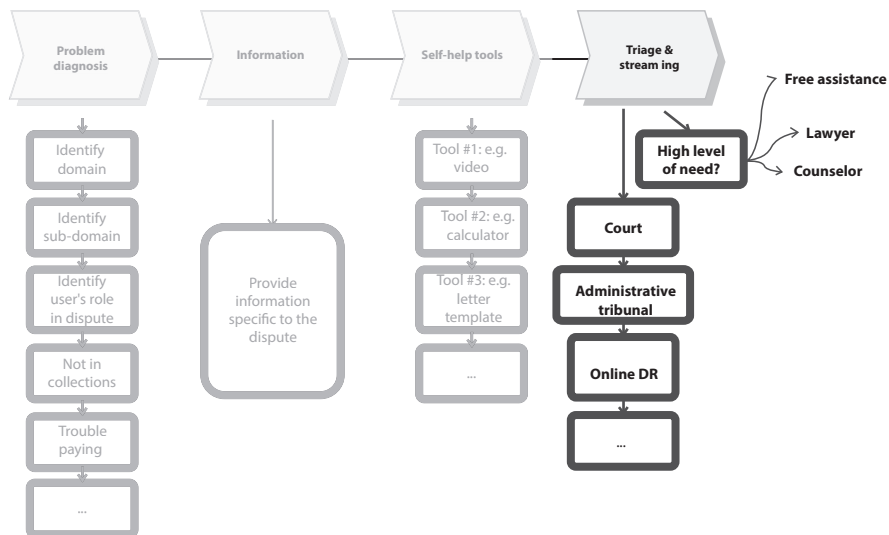 Problem
diagnosis
Information
Self-help tools
Triage &
stream ing
Identify
domain
Identify
sub-domain
Identify
user's role
in dispute
Not in
collections
Trouble
paying
...
Provide
information
specific to the
dispute
Tool #1: e.g.
video
Tool #2: e.g.
calculator
Tool #3: e.g.
letter
template
...
High level
of need?
Free assistance
Lawyer
Counselor
Court
Administrative
tribunal
Online DR
...